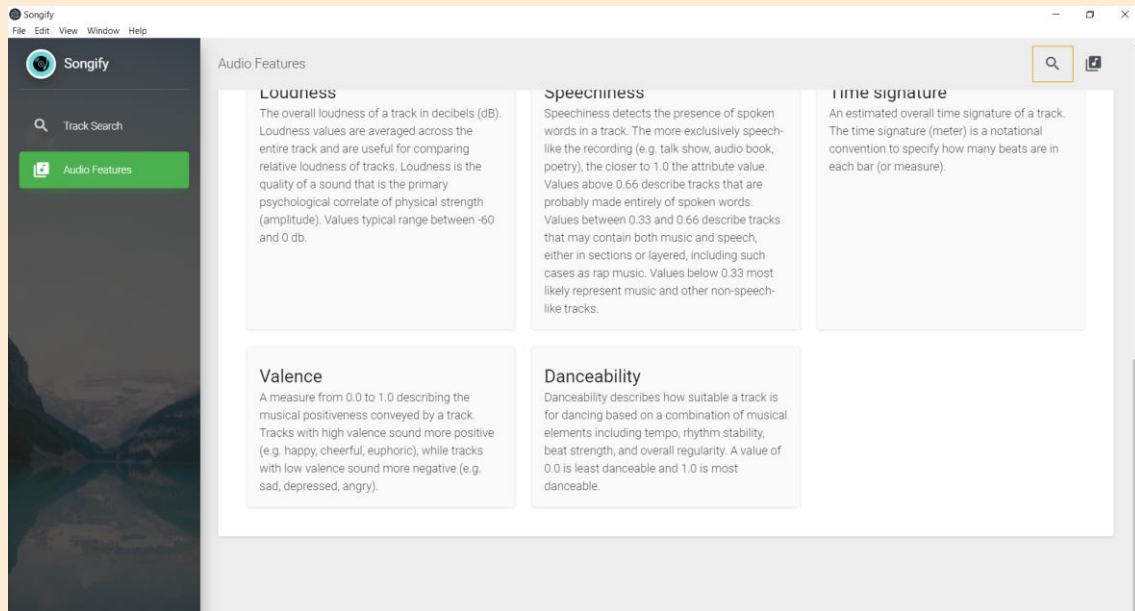 Songify
File Edit View Window Help
Songify
Track Search
Audio Features
Audio Features
Loudness
The overall loudness of a track in decibels (dB).
Loudness values are averaged across the
entire track and are useful for comparing
relative loudness of tracks. Loudness is the
quality of a sound that is the primary
psychological correlate of physical strength
(amplitude). Values typical range between -60
and 0 db.
Speechiness
Speechiness detects the presence of spoken
words in a track. The more exclusively speech-
like the recording (e.g. talk show, audio book,
poetry), the closer to 1.0 the attribute value.
Values above 0.66 describe tracks that are
probably made entirely of spoken words.
Values between 0.33 and 0.66 describe tracks
that may contain both music and speech,
either in sections or layered, including such
cases as rap music. Values below 0.33 most
likely represent music and other non-speech-
like tracks.
Time signature
An estimated overall time signature of a track.
The time signature (meter) is a notational
convention to specify how many beats are in
each bar (or measure).
Valence
A measure from 0.0 to 1.0 describing the
musical positiveness conveyed by a track.
Tracks with high valence sound more positive
(e.g. happy, cheerful, euphoric), while tracks
with low valence sound more negative (e.g.
sad, depressed, angry).
Danceability
Danceability describes how suitable a track is
for dancing based on a combination of musical
elements including tempo, rhythm stability,
beat strength, and overall regularity. A value of
0.0 is least danceable and 1.0 is most
danceable.